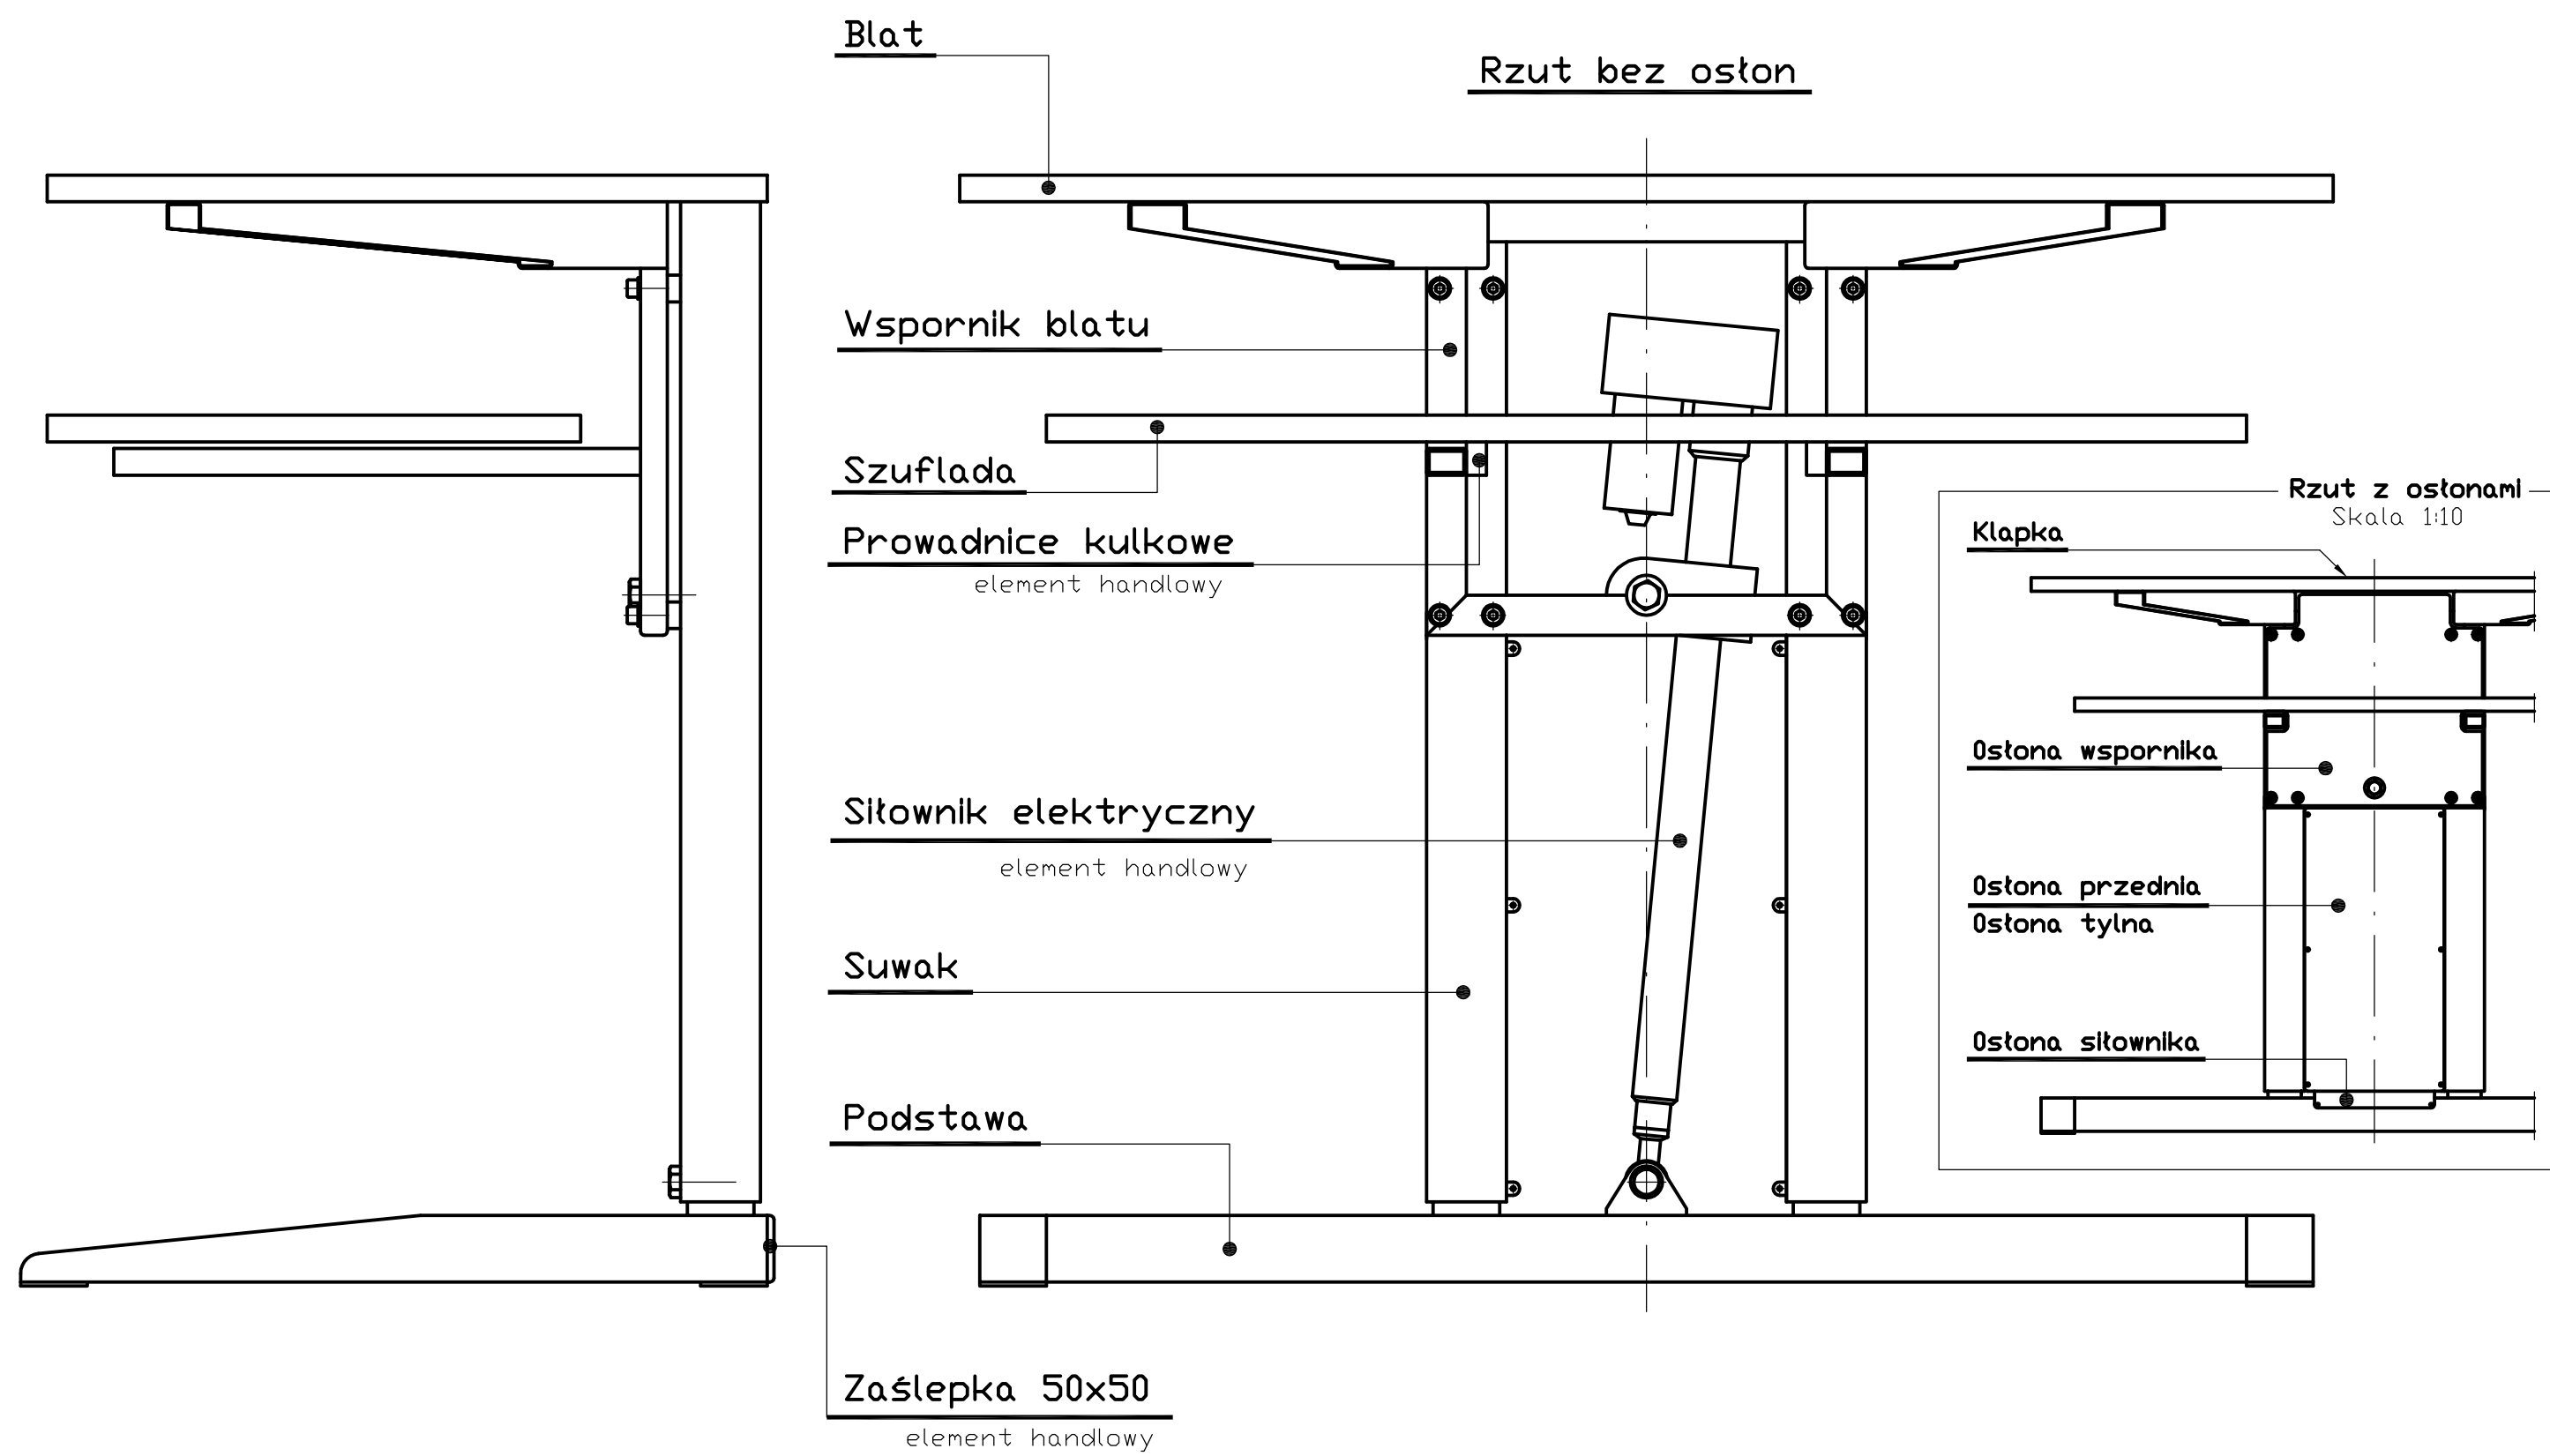 Blat
Rzut bez osłon
Wspornik blatu
Szuflada
Prowadnice kulkowe
element handlowy
Siłownik elektryczny
element handlowy
Suwak
Podstawa
Zaślepka 50x50
element handlowy
Rzut z osłonami
Skala 1:10
Klapka
Osłona wspornika
Osłona przednia
Osłona tylna
Osłona siłownika